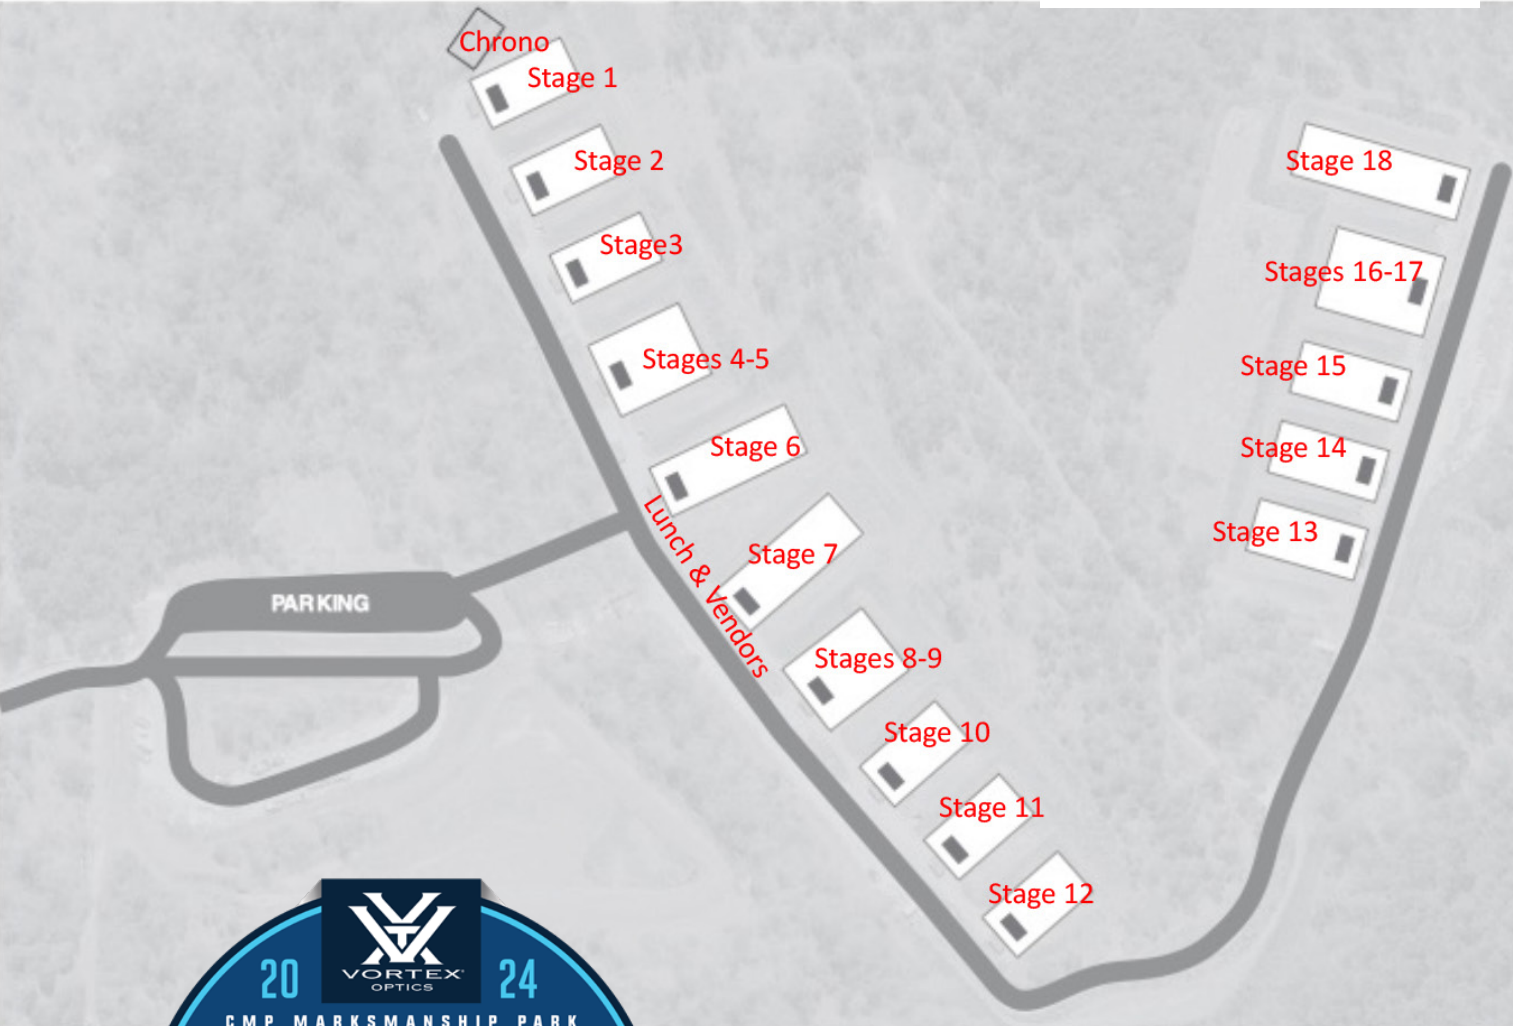 Chrono
Stage 1
Stage 2
Stage3
Stages 4-5
Stage 6
Lunch & Vendors
Stage 7
Stages 8-9
Stage 10
Stage 11
Stage 12
Stage 18
Stages 16-17
Stage 15
Stage 14
Stage 13
PARKING
20
24
VORTEX
OPTICS
CMP MARKSMANSHIP PARK